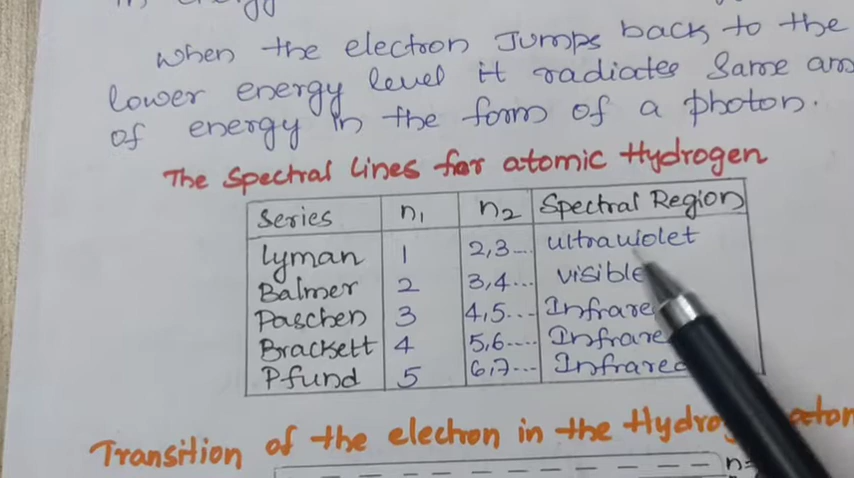 When the electron Jumps back to the
lower energy level it radiates Same
of energy in the form of a photon.
The Spectral Lines for atomic Hydrogen
Series n₁ n₂ Spectral Region
Lyman 1 2,3... ultraviolet
Balmer 2 3,4... visible
Paschen 3 4,5... Infrare
Brackett 4 5,6.... Infrare
Pfund 5 6,7... Infrared
Transition of the electron in the Hydro
n=